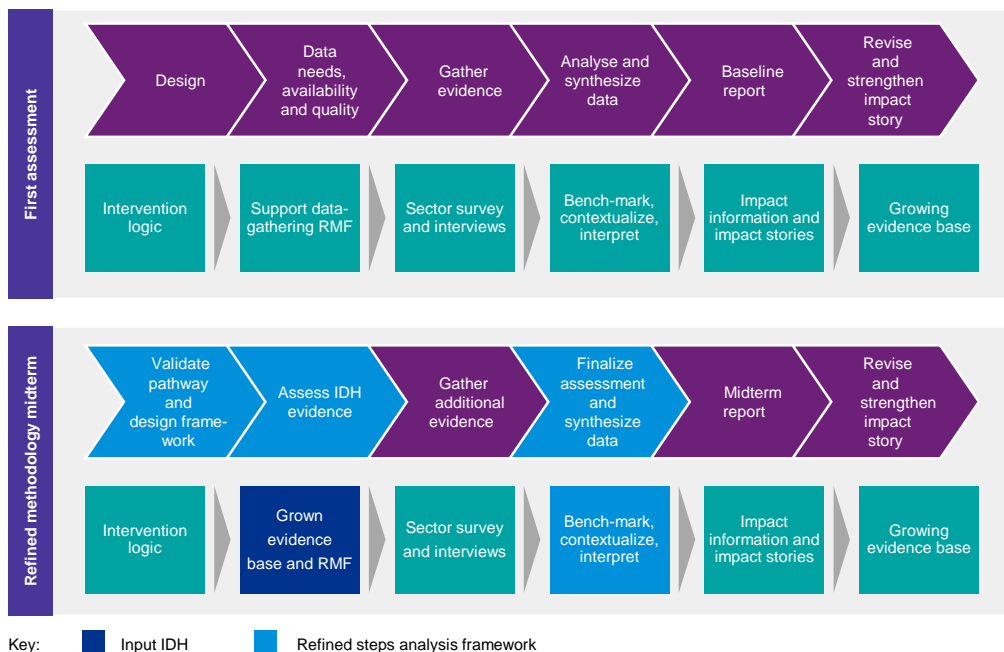 First assessment
Design
Data
needs,
availability
and quality
Gather
evidence
Analyse and
synthesize
data
Baseline
report
Revise
and
strengthen
impact
story
Intervention
logic
Support data-
gathering RMF
Sector survey
and interviews
Bench-mark,
contextualize,
interpret
Impact
information and
impact stories
Growing
evidence base
Refined methodology midterm
Validate
pathway
and
design frame-
work
Assess IDH
evidence
Gather
additional
evidence
Finalize
assessment
and
synthesize
data
Midterm
report
Revise
and
strengthen
impact
story
Intervention
logic
Grown
evidence
base and RMF
Sector survey
and interviews
Bench-mark,
contextualize,
interpret
Impact
information and
impact stories
Growing
evidence base
Key:
Input IDH
Refined steps analysis framework